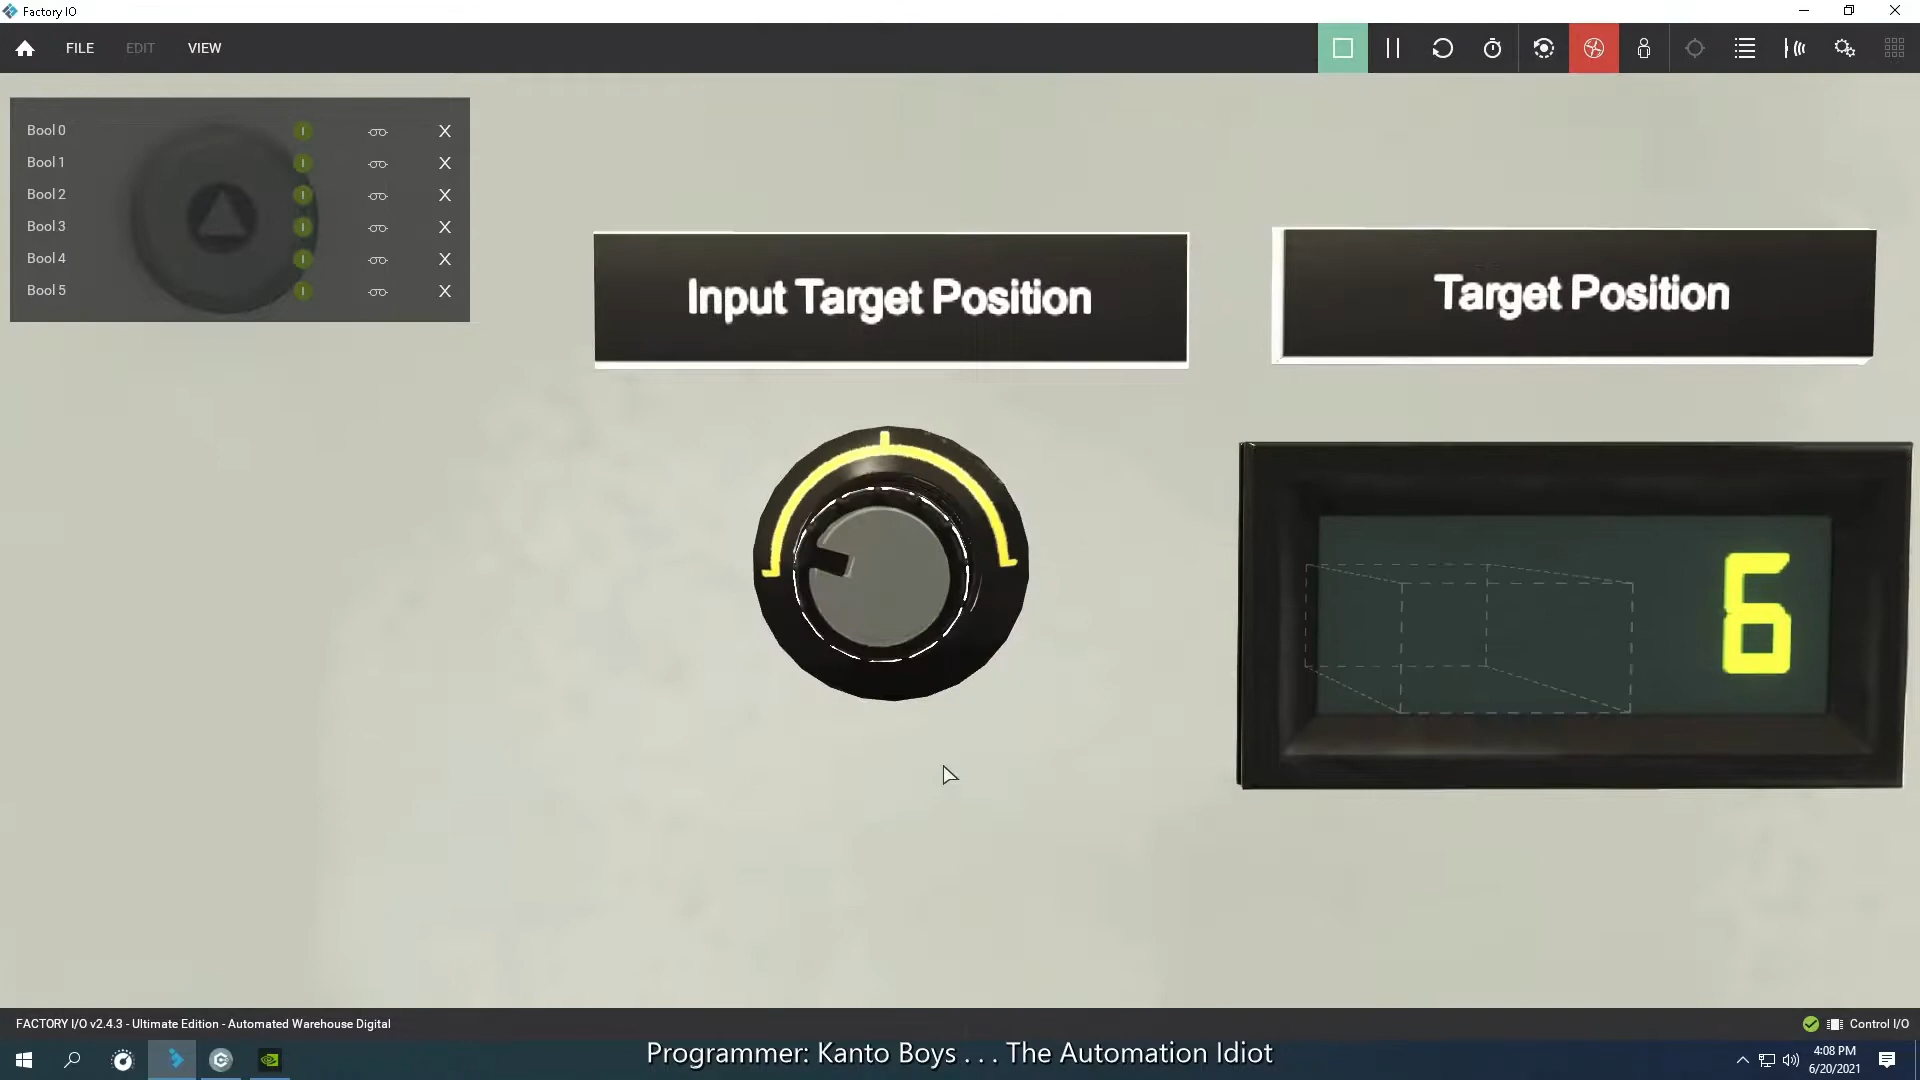 Factory IO
FILE EDIT VIEW
Bool 0 X
Bool 1 X
Bool 2 X
Bool 3 X
Bool 4 X
Bool 5 X
Input Target Position
Target Position
6
FACTORY I/O v2.4.3 - Ultimate Edition - Automated Warehouse Digital
Control I/O
Programmer: Kanto Boys . . . The Automation Idiot
4:08 PM
6/20/2021